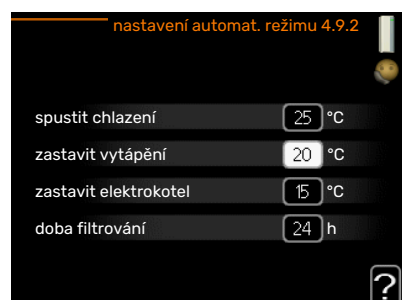 nastavení automat. režimu 4.9.2
spustit chlazení 25 °C
zastavit vytápění 20 °C
zastavit elektrokotel 15 °C
doba filtrování 24 h
?